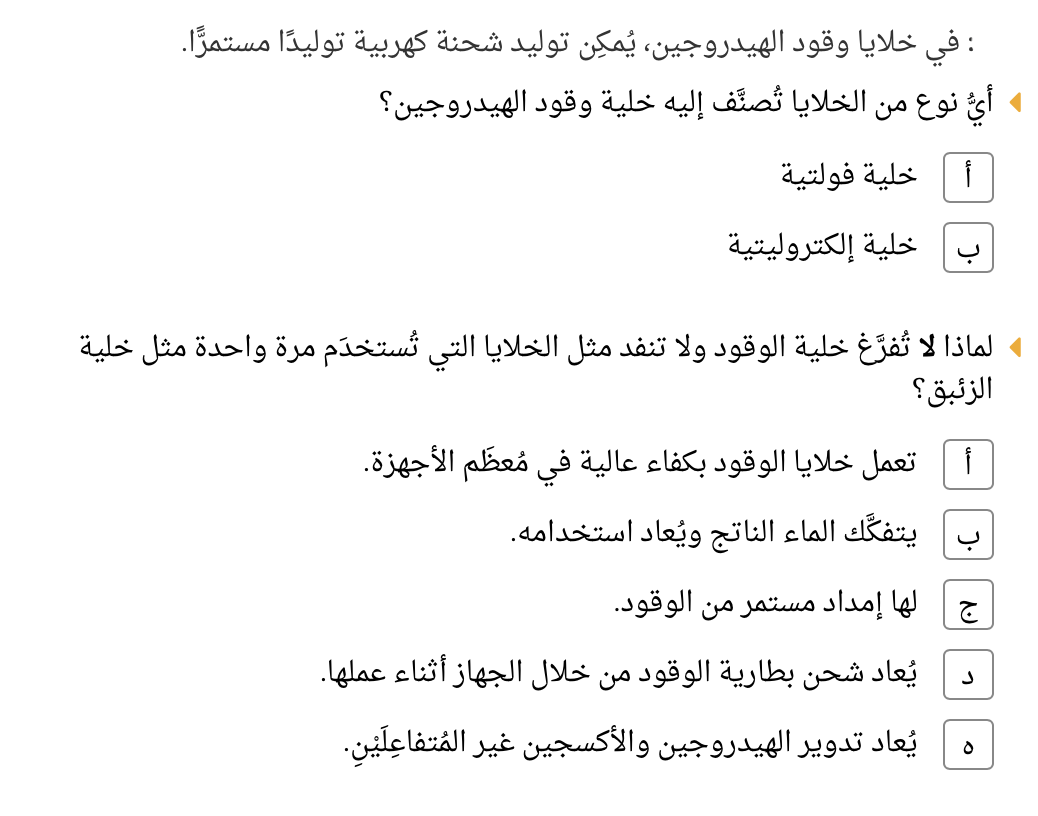 : في خلايا وقود الهيدروجين، يُمكِن توليد شحنة كهربية توليدًا مستمرًّا.
أيُّ نوع من الخلايا تُصنَّف إليه خلية وقود الهيدروجين؟
أ خلية فولتية
ب خلية إلكتروليتية
لماذا لا تُفرَّغ خلية الوقود ولا تنفد مثل الخلايا التي تُستخدَم مرة واحدة مثل خلية
الزئبق؟
أ تعمل خلايا الوقود بكفاء عالية في مُعظَم الأجهزة.
ب يتفكَّك الماء الناتج ويُعاد استخدامه.
ج لها إمداد مستمر من الوقود.
د يُعاد شحن بطارية الوقود من خلال الجهاز أثناء عملها.
ه يُعاد تدوير الهيدروجين والأكسجين غير المُتفاعِلَيْنِ.